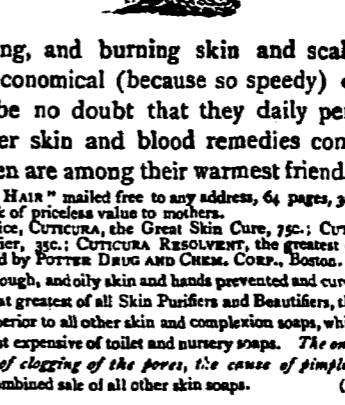 ng, and burning skin and scal
conomical (because so speedy)
be no doubt that they daily per
er skin and blood remedies com
en are among their warmest friend
HAIR" mailed free to any address, 64 pages, 3
of priceless value to mothers.
ice, CUTICURA, the Great Skin Cure, 75c.; CUT
ier, 35c.; CUTICURA RESOLVENT, the greatest
d by POTTER DRUG AND CHEM. CORP., Boston.
ough, and oily skin and hands prevented and cur
at greatest of all Skin Purifiers and Beautifiers, t
perior to all other skin and complexion soaps, whi
st expensive of toilet and nursery soaps. The on
of clogging of the pores, the cause of pimple
ombined sale of all other skin soaps. (